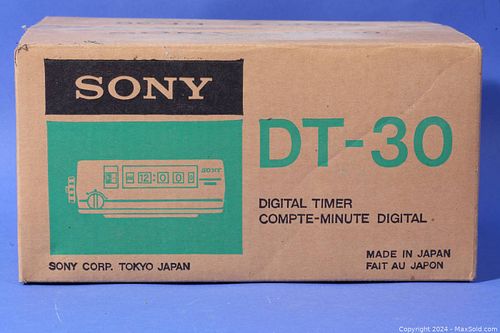 SONY
DT-30
SONY
12:00
DIGITAL TIMER
COMPTE-MINUTE DIGITAL
MADE IN JAPAN
FAIT AU JAPON
SONY CORP. TOKYO JAPAN
Copyright 2024 - MaxSold.com